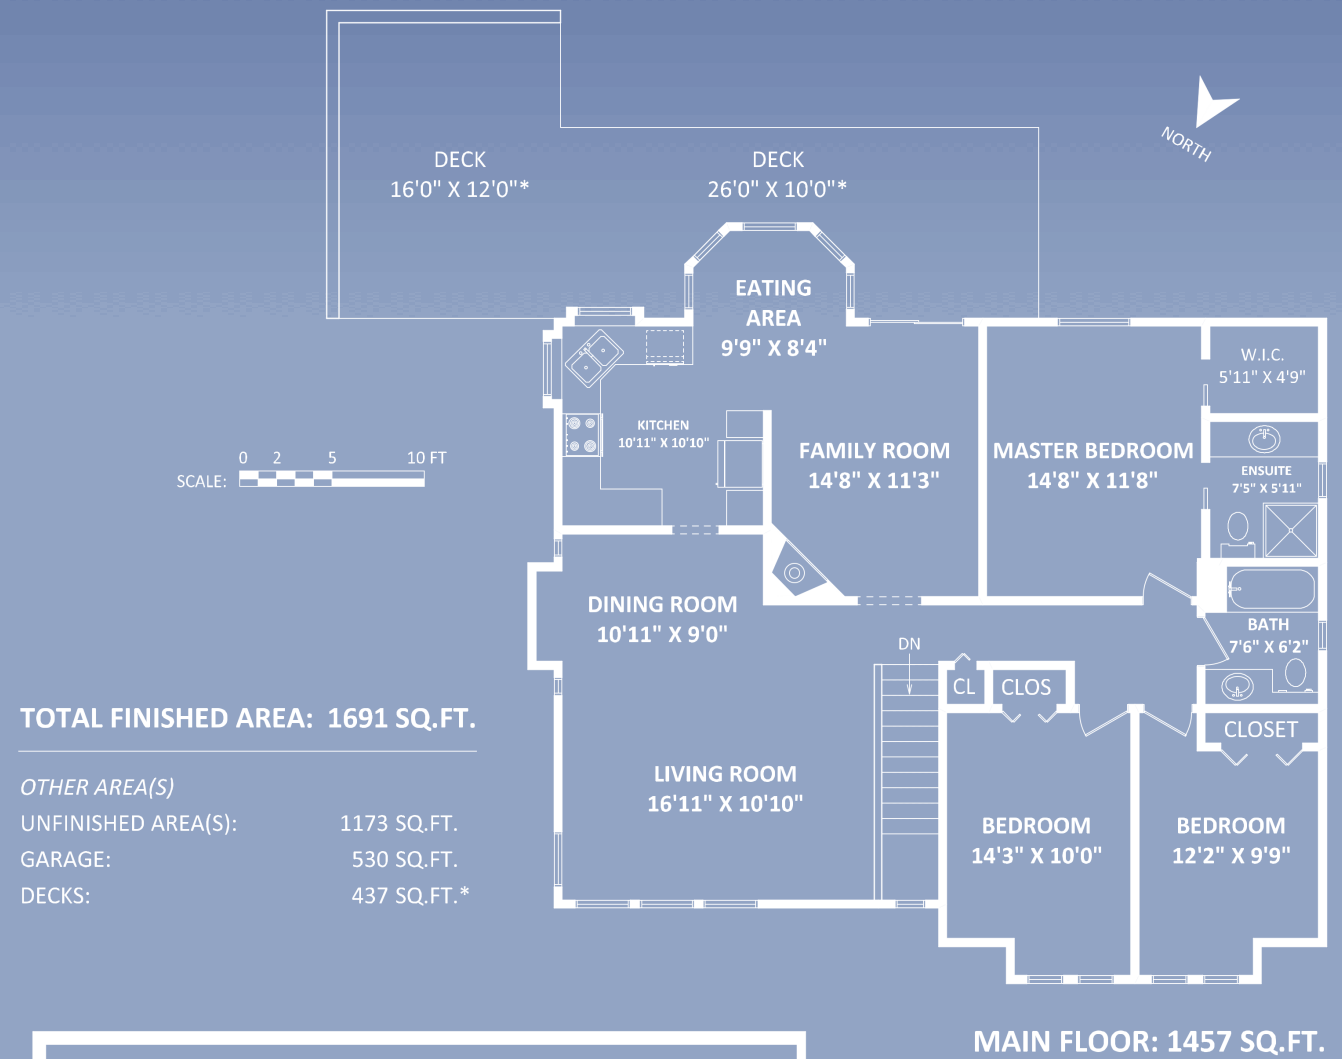 DECK
16'0" X 12'0"*
DECK
26'0" X 10'0"*
NORTH
EATING
AREA
9'9" X 8'4"
W.I.C.
5'11" X 4'9"
KITCHEN
10'11" X 10'10"
FAMILY ROOM
14'8" X 11'3"
MASTER BEDROOM
14'8" X 11'8"
ENSUITE
7'5" X 5'11"
0 2 5 10 FT
SCALE:
DINING ROOM
10'11" X 9'0"
BATH
7'6" X 6'2"
DN
CL
CLOS
CLOSET
TOTAL FINISHED AREA: 1691 SQ.FT.
OTHER AREA(S)
UNFINISHED AREA(S): 1173 SQ.FT.
GARAGE: 530 SQ.FT.
DECKS: 437 SQ.FT.*
LIVING ROOM
16'11" X 10'10"
BEDROOM
14'3" X 10'0"
BEDROOM
12'2" X 9'9"
MAIN FLOOR: 1457 SQ.FT.